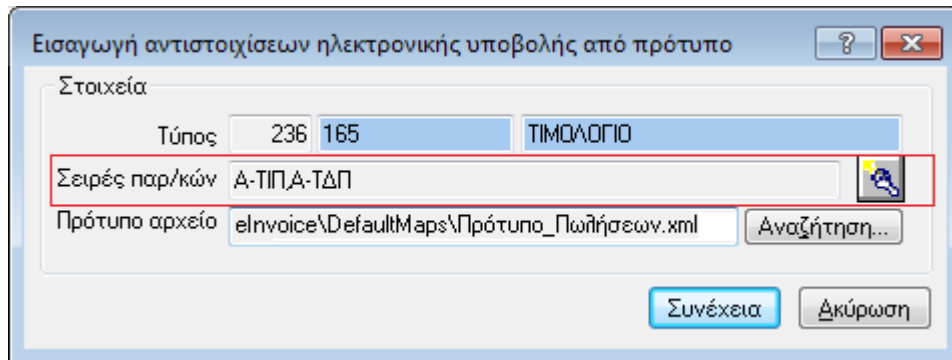 Εισαγωγή αντιστοιχίσεων ηλεκτρονικής υποβολής από πρότυπο
Στοιχεία
Τύπος 236 165 ΤΙΜΟΛΟΓΙΟ
Σειρές παρ/κών Α-ΤΙΠ,Α-ΤΔΠ
Πρότυπο αρχείο eInvoice\DefaultMaps\Πρότυπο_Πωλήσεων.xml Αναζήτηση...
Συνέχεια Ακύρωση